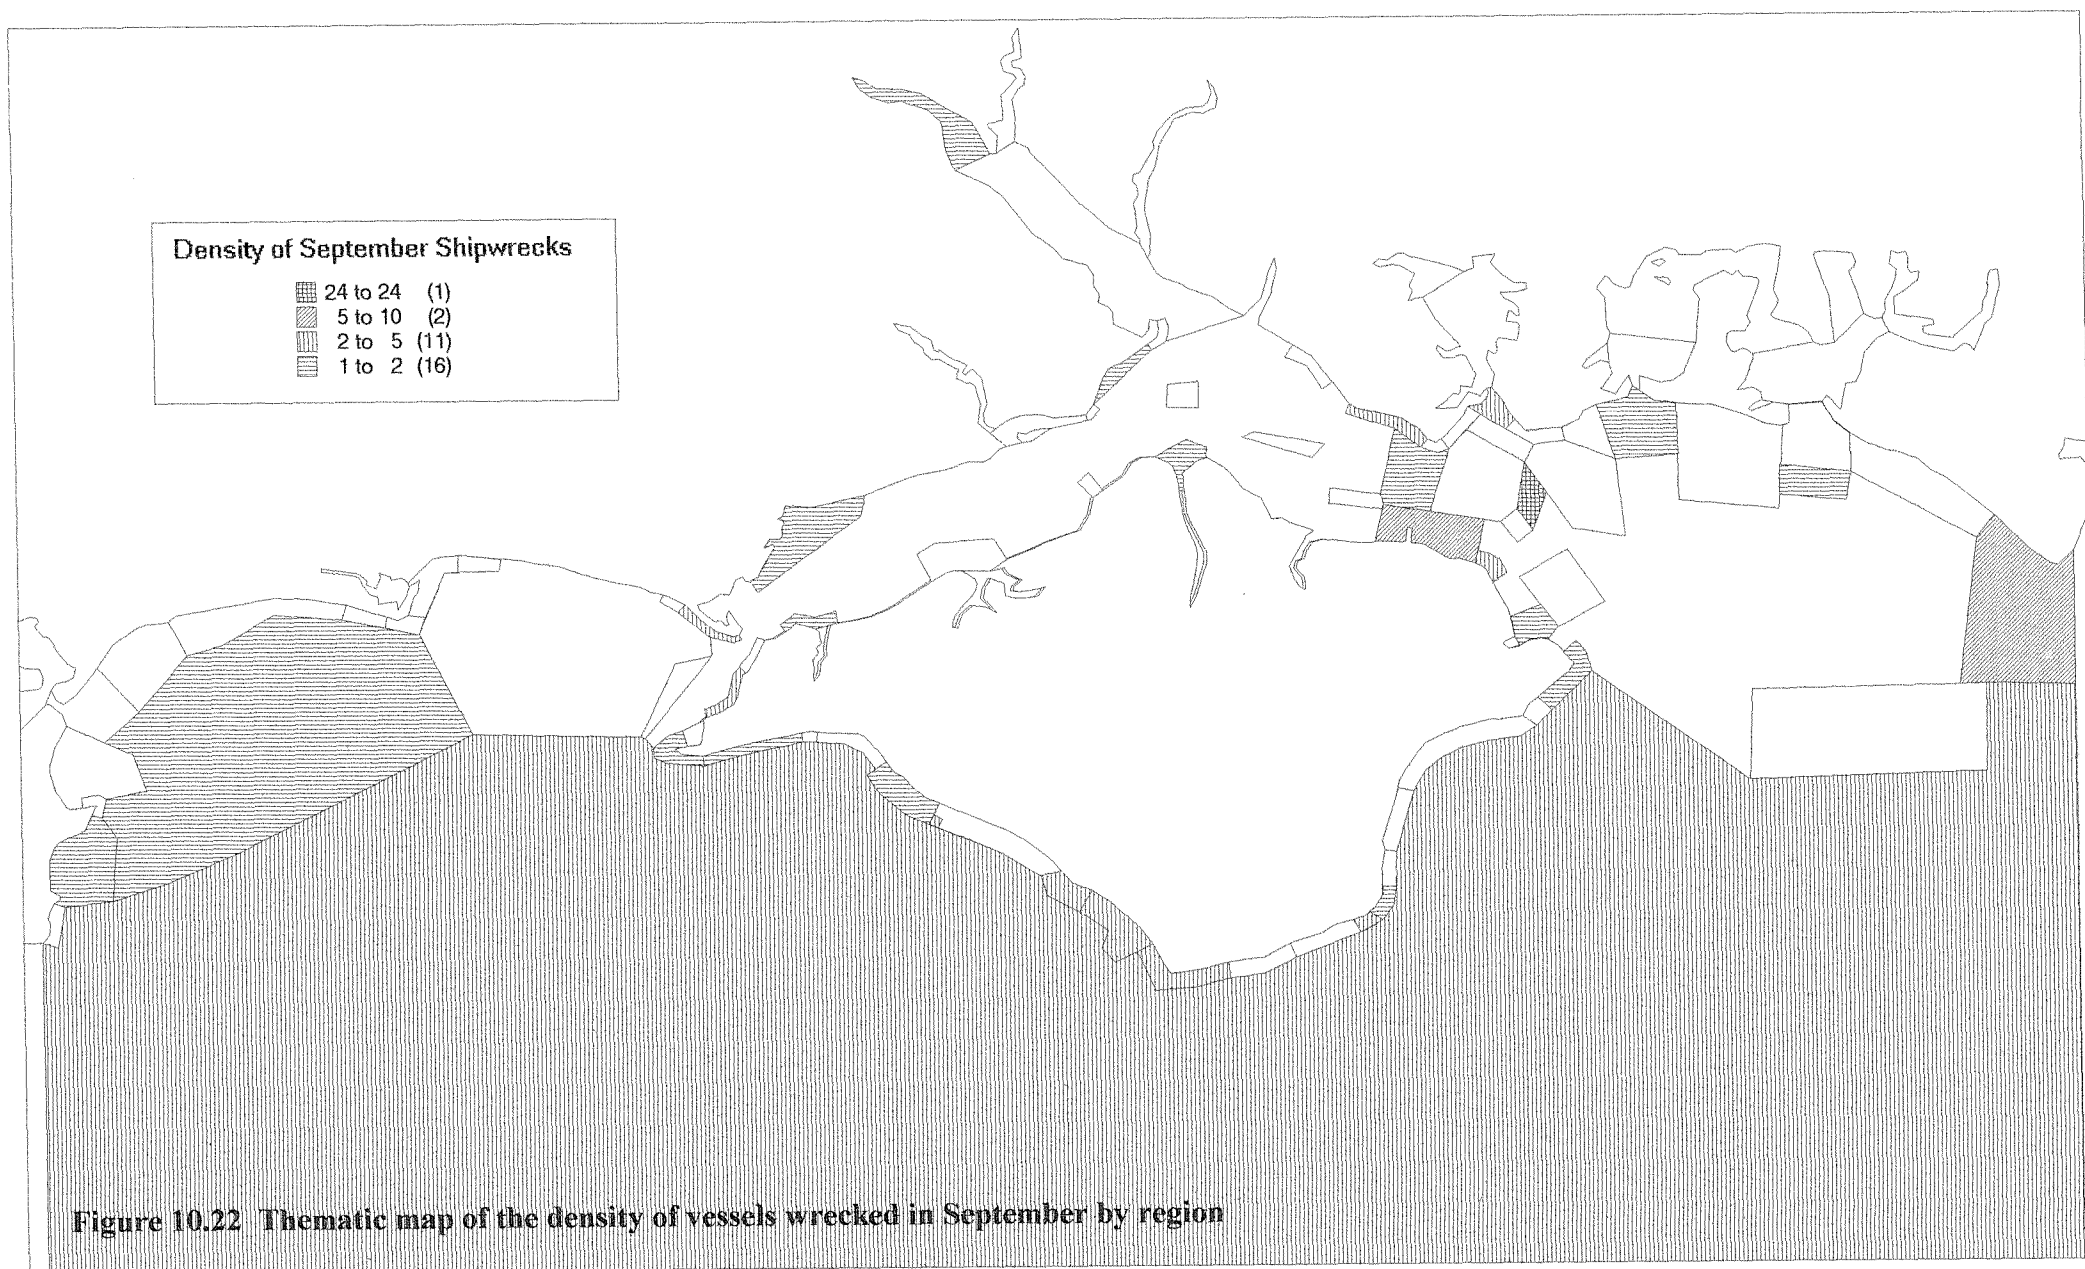 Density of September Shipwrecks
24 to 24 (1)
5 to 10 (2)
2 to 5 (11)
1 to 2 (16)
Figure 10.22 Thematic map of the density of vessels wrecked in September by region